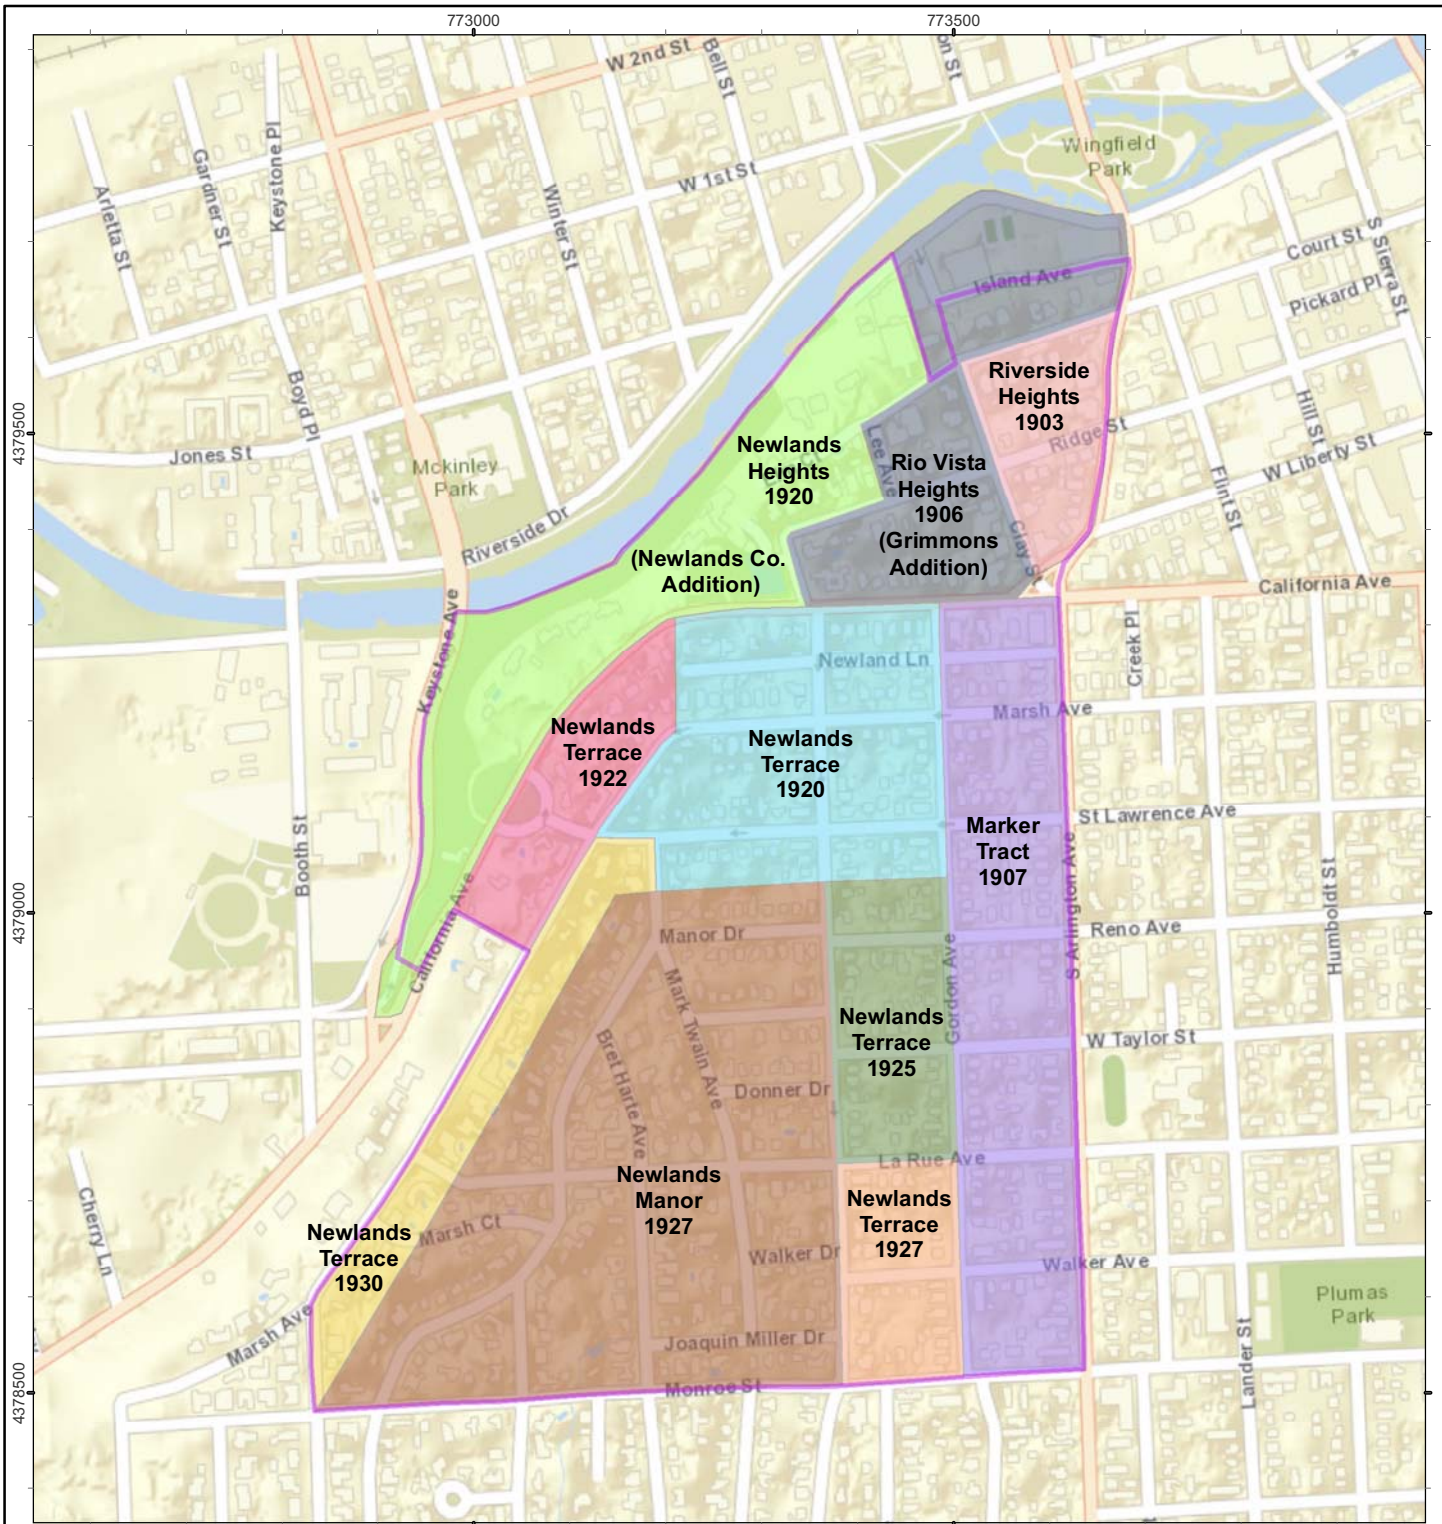 773000
773500
W 2nd St
Bell St
on St
Wingfield
Park
Keystone Pl
Gardner St
Arletta St
W 1st St
Winter St
S Sierra St
Court St
Pickard Pl
Island Ave
Riverside
Heights
1903
Boyd Pl
Hill St
4379500
Jones St
Mckinley
Park
Newlands
Heights
1920
Lee Ave
Ridge St
W Liberty St
Rio Vista
Heights
1906
(Grimmons
Addition)
Flint St
Riverside Dr
Clay St
(Newlands Co.
Addition)
California Ave
Keystone Ave
Newland Ln
Creek Pl
Marsh Ave
Newlands
Terrace
1922
Newlands
Terrace
1920
St Lawrence Ave
Marker
Tract
1907
Booth St
S Arlington Ave
Humboldt St
4379000
California Ave
Manor Dr
Reno Ave
Gordon Ave
Mark Twain Ave
Newlands
Terrace
1925
W Taylor St
Bret Harte Ave
Donner Dr
La Rue Ave
Newlands
Manor
1927
Newlands
Terrace
1927
Cherry Ln
Marsh Ct
Newlands
Terrace
1930
Walker Dr
Walker Ave
Plumas
Park
Marsh Ave
Joaquin Miller Dr
Lander St
4378500
Monroe St